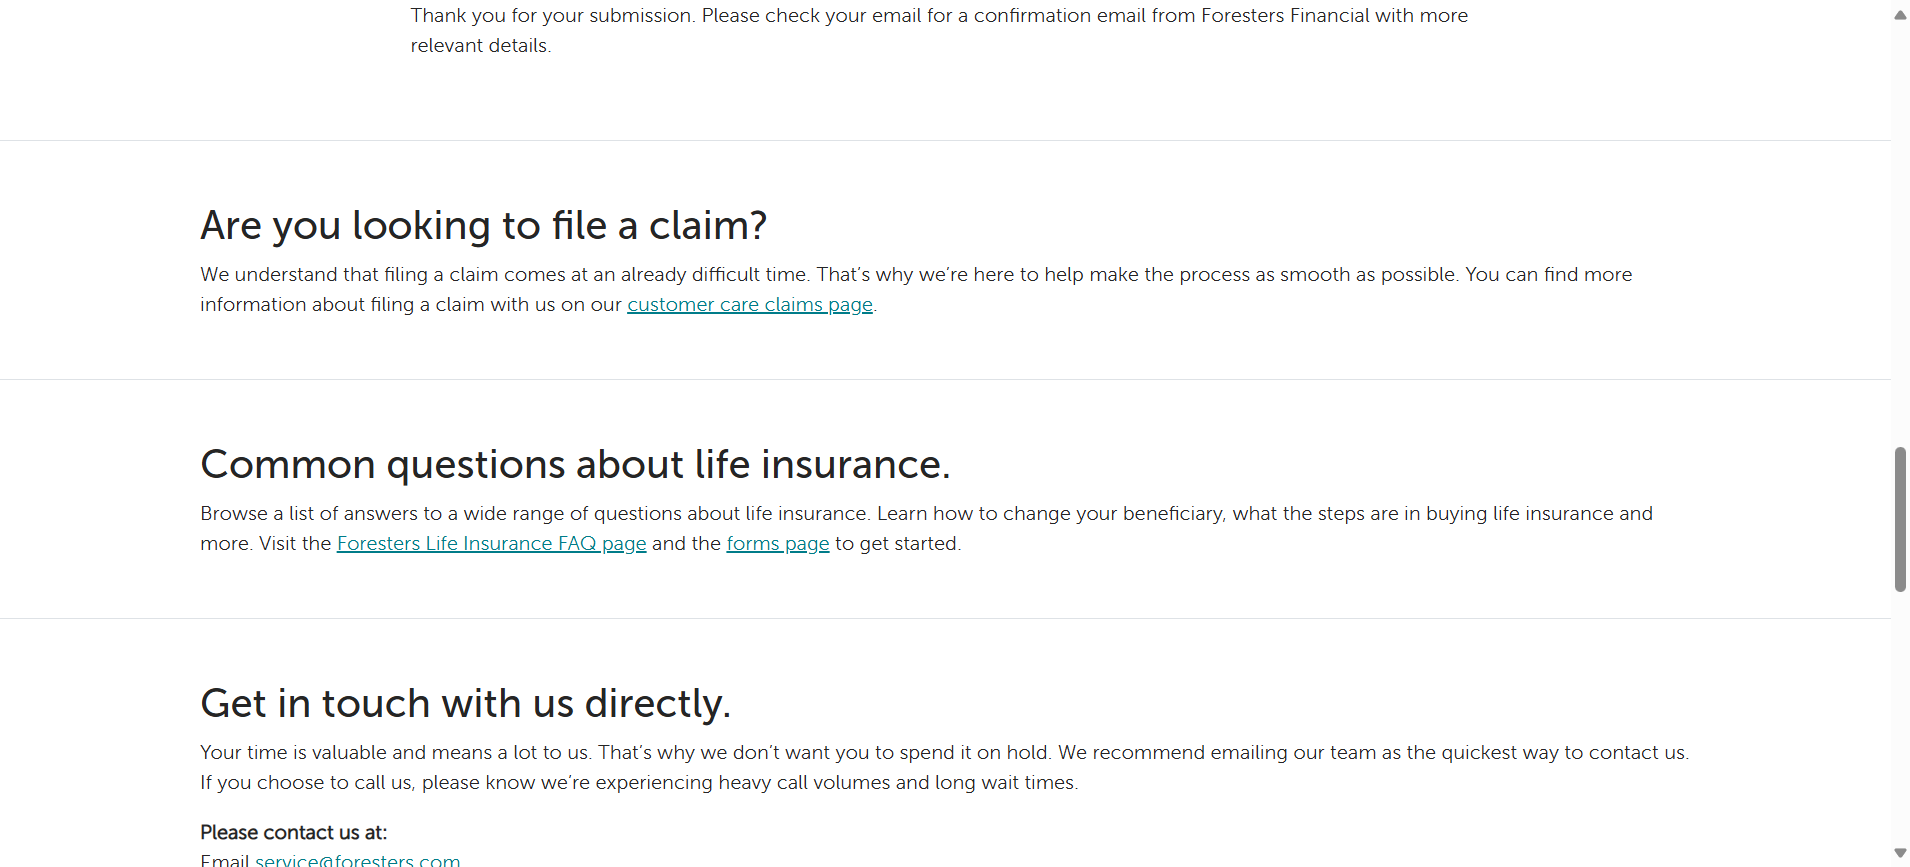 Thank you for your submission. Please check your email for a confirmation email from Foresters Financial with more
relevant details.
Are you looking to file a claim?
We understand that filing a claim comes at an already difficult time. That’s why we’re here to help make the process as smooth as possible. You can find more
information about filing a claim with us on our customer care claims page.
Common questions about life insurance.
Browse a list of answers to a wide range of questions about life insurance. Learn how to change your beneficiary, what the steps are in buying life insurance and
more. Visit the Foresters Life Insurance FAQ page and the forms page to get started.
Get in touch with us directly.
Your time is valuable and means a lot to us. That’s why we don’t want you to spend it on hold. We recommend emailing our team as the quickest way to contact us.
If you choose to call us, please know we’re experiencing heavy call volumes and long wait times.
Please contact us at:
Email service@foresters.com